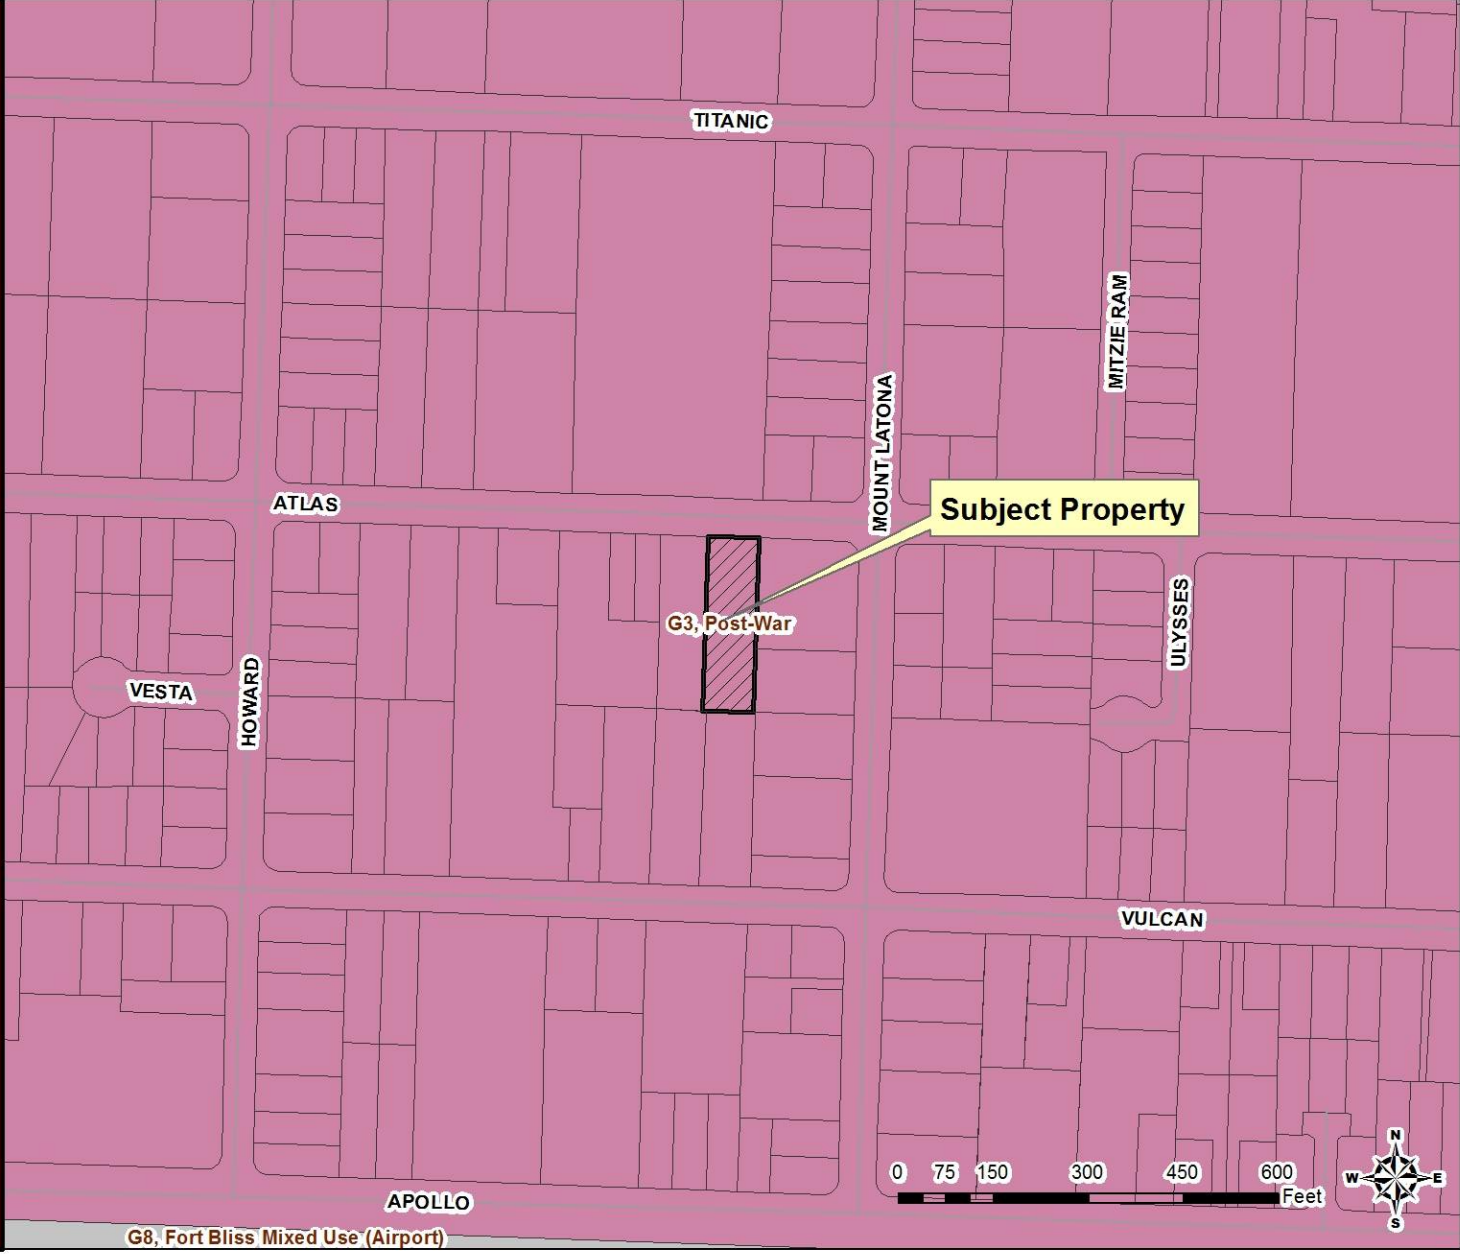 TITANIC
MITZIE RAM
MOUNT LATONA
ATLAS
Subject Property
ULYSSES
G3, Post-War
HOWARD
VESTA
VULCAN
N
W E
S
0 75 150 300 450 600
Feet
APOLLO
G8, Fort Bliss Mixed Use (Airport)